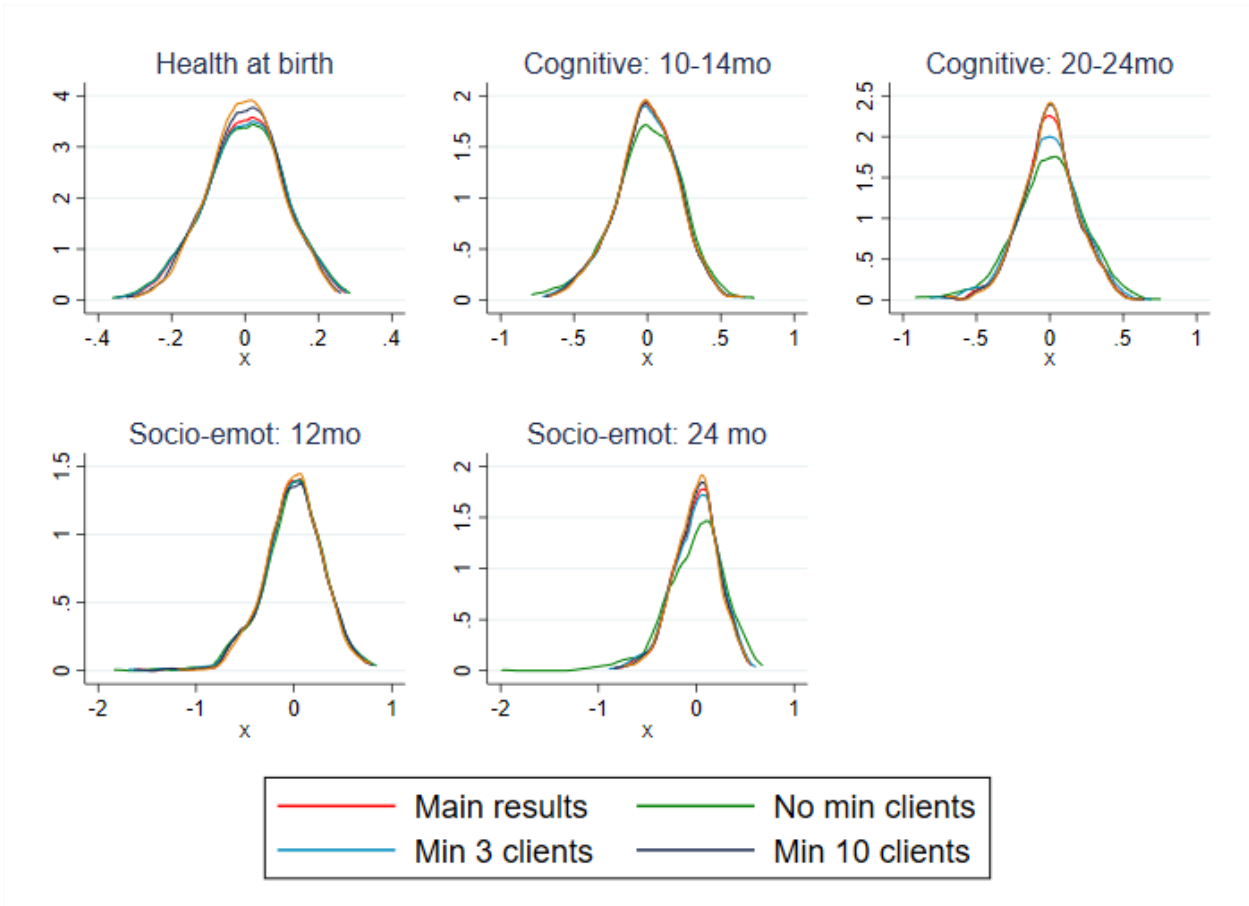 Health at birth
4
3
2
1
0
-.4 -.2 0 .2 .4
x
Cognitive: 10-14mo
2
1.5
1
.5
0
-1 -.5 0 .5 1
x
Cognitive: 20-24mo
2.5
2
1.5
1
.5
0
-1 -.5 0 .5 1
x
Socio-emot: 12mo
1.5
1
.5
0
-2 -1 0 1
x
Socio-emot: 24 mo
2
1.5
1
.5
0
-2 -1 0 1
x
Main results No min clients
Min 3 clients Min 10 clients